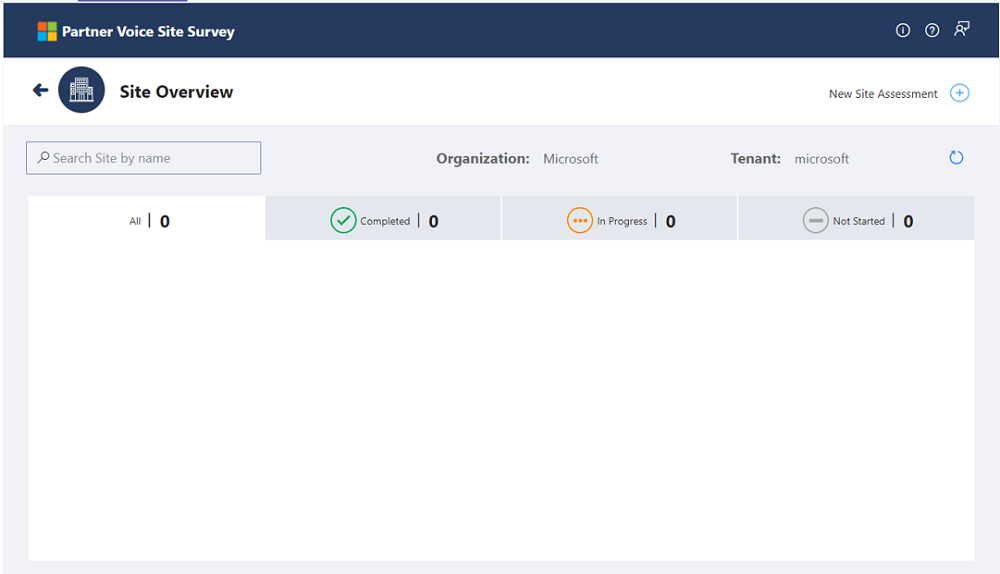 Partner Voice Site Survey
Site Overview
New Site Assessment
Search Site by name
Organization: Microsoft
Tenant: microsoft
All | 0
Completed | 0
In Progress | 0
Not Started | 0